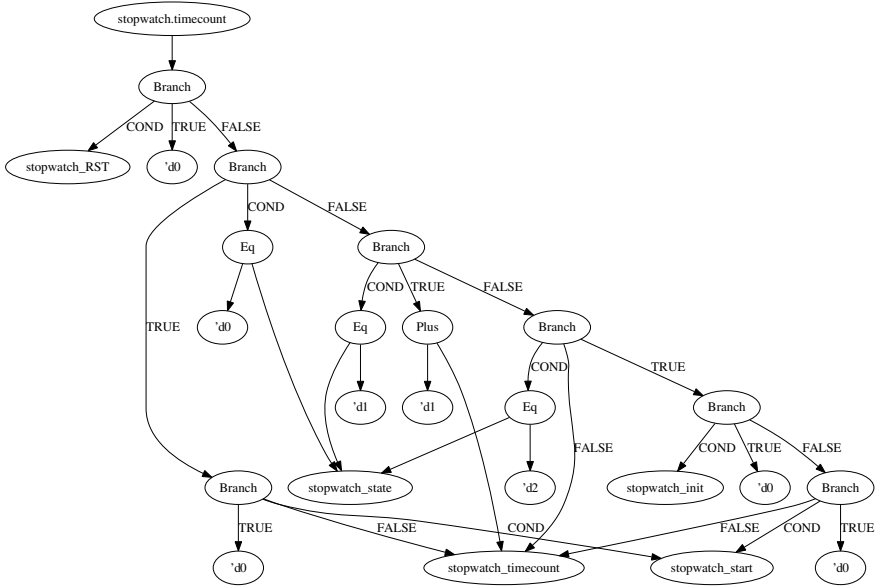 stopwatch.timecount
Branch
COND TRUE FALSE
stopwatch_RST 'd0 Branch
COND FALSE
Eq Branch
COND TRUE FALSE
TRUE 'd0 Eq Plus Branch
COND TRUE
'd1 'd1 Eq Branch
FALSE COND TRUE FALSE
Branch stopwatch_state 'd2 stopwatch_init 'd0 Branch
TRUE FALSE COND FALSE COND TRUE
'd0 stopwatch_timecount stopwatch_start 'd0